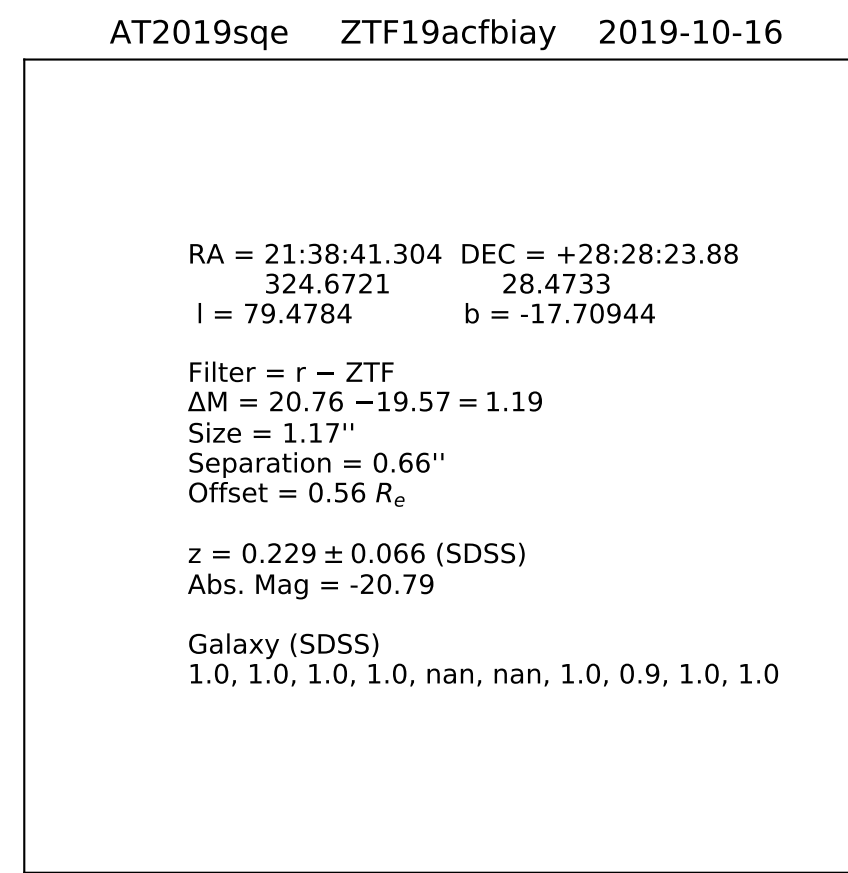 AT2019sqe ZTF19acfbiay 2019-10-16
RA = 21:38:41.304 DEC = +28:28:23.88
324.6721 28.4733
l = 79.4784 b = -17.70944
Filter = r − ZTF
ΔM = 20.76 −19.57 = 1.19
Size = 1.17''
Separation = 0.66''
Offset = 0.56 Re
z = 0.229 ± 0.066 (SDSS)
Abs. Mag = -20.79
Galaxy (SDSS)
1.0, 1.0, 1.0, 1.0, nan, nan, 1.0, 0.9, 1.0, 1.0